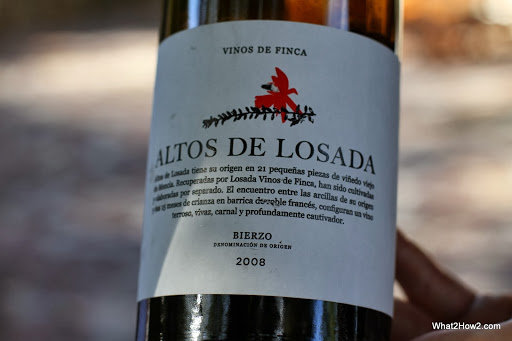 VINOS DE FINCA
ALTOS DE LOSADA
Altos de Losada tiene su origen en 21 pequeñas piezas de viñedo viejo
de Valencia. Recuperadas por Losada Vinos de Finca, han sido cultivadas
y elaboradas por separado. El encuentro entre las arcillas de su origen
y los 15 meses de crianza en barrica de roble francés, configuran un vino
terroso, vivaz, carnal y profundamente cautivador.
BIERZO
DENOMINACIÓN DE ORIGEN
2008
What2How2.com